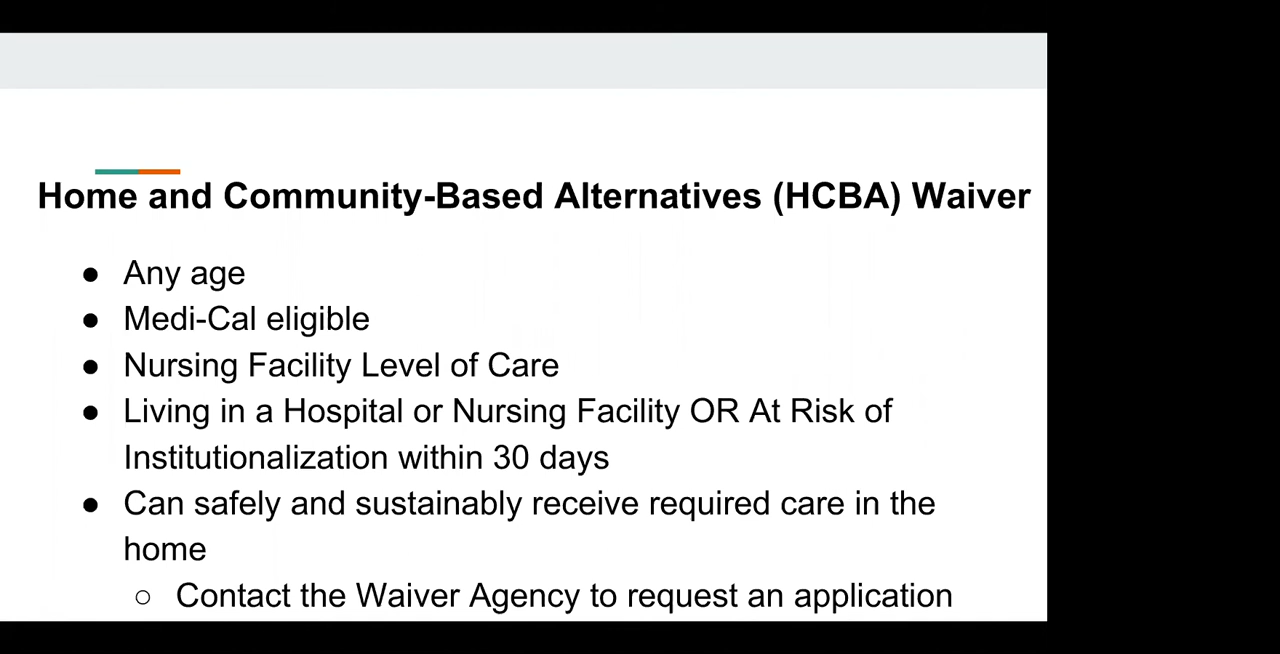 Home and Community-Based Alternatives (HCBA) Waiver
● Any age
● Medi-Cal eligible
● Nursing Facility Level of Care
● Living in a Hospital or Nursing Facility OR At Risk of
Institutionalization within 30 days
● Can safely and sustainably receive required care in the
home
○ Contact the Waiver Agency to request an application